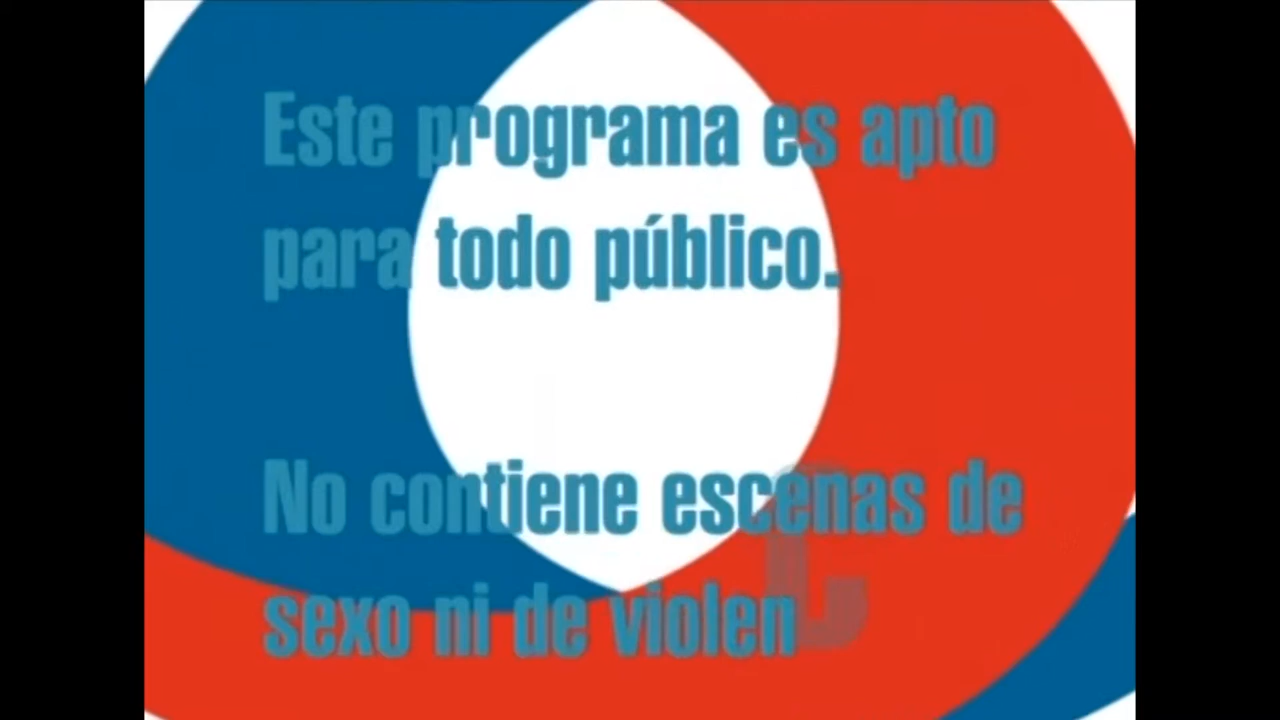 Este programa es apto
para todo público.
No contiene escenas de
sexo ni de violen